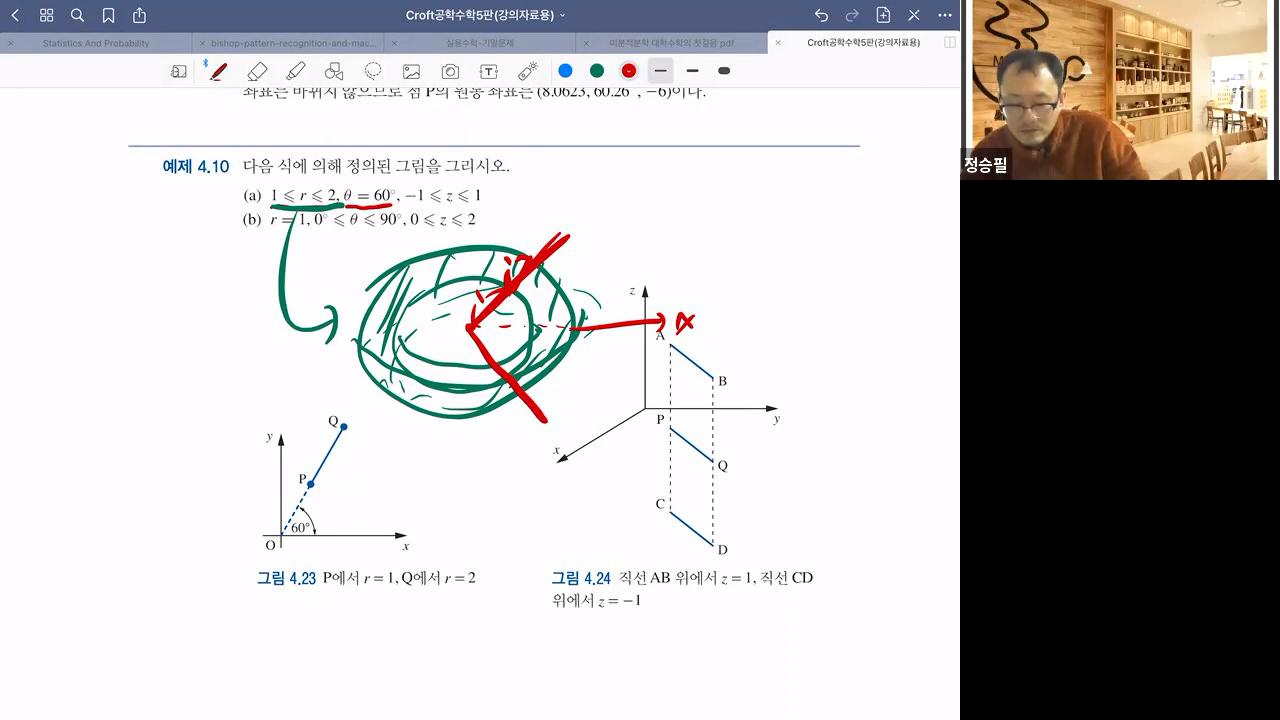 Croft공학수학5판(강의자료용)
Statistics And Probability
bishop-pattern-recognition-and-mac...
실용수학-기말문제
미분적분학 대학수학의 첫걸음 pdf
Croft공학수학5판(강의자료용)
좌표는 바뀌지 않으므로 점 P의 원통 좌표는 (8.0623, 60.26°, −6)이다.
예제 4.10 다음 식에 의해 정의된 그림을 그리시오.
(a) 1 ⩽ r ⩽ 2, θ = 60°, −1 ⩽ z ⩽ 1
(b) r = 1, 0° ⩽ θ ⩽ 90°, 0 ⩽ z ⩽ 2
z
A
B
P
y
x
Q
C
D
Q
y
P
60°
O
x
그림 4.23 P에서 r = 1, Q에서 r = 2
그림 4.24 직선 AB 위에서 z = 1, 직선 CD
위에서 z = −1
정승필